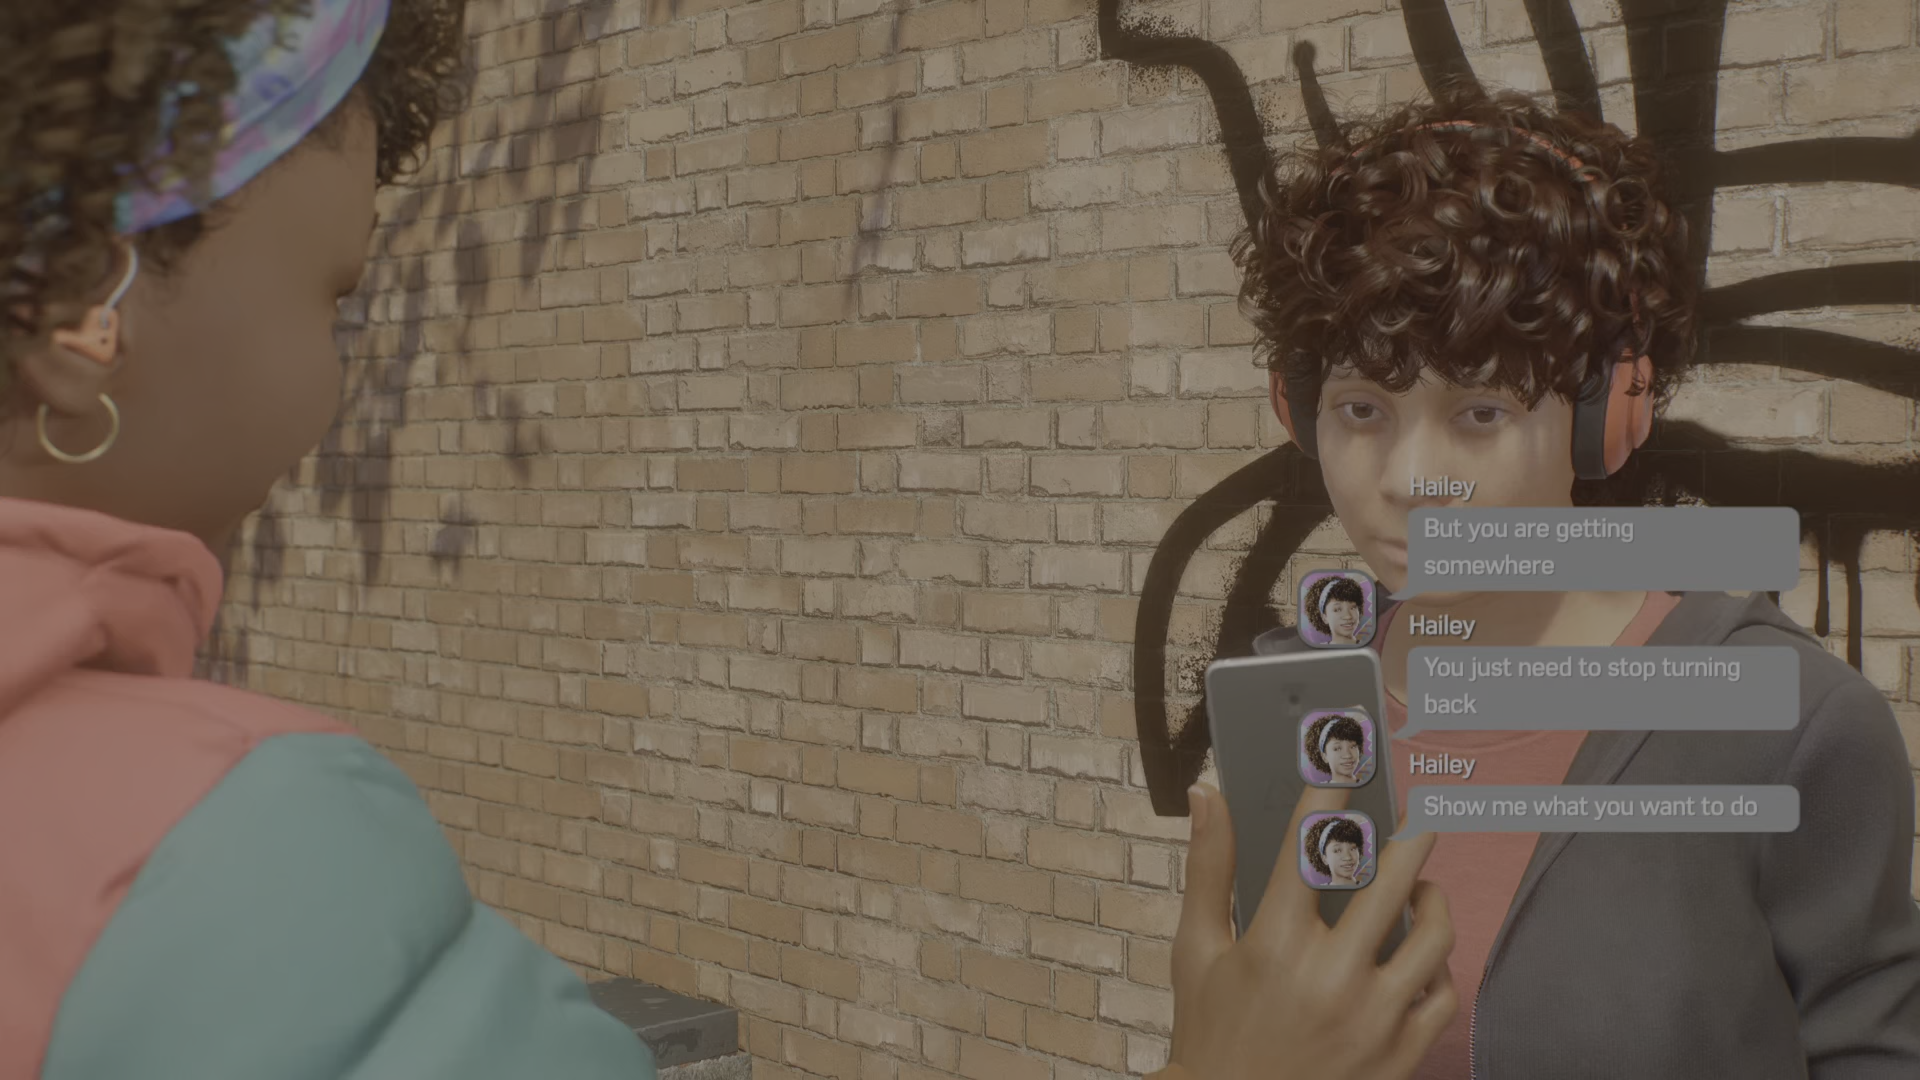 Hailey
But you are getting
somewhere
Hailey
You just need to stop turning
back
Hailey
Show me what you want to do